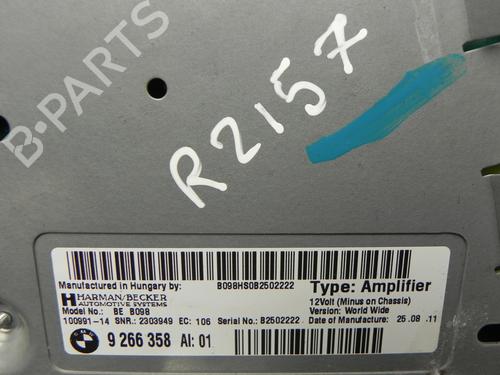 B-PARTS
R2157
Manufactured in Hungary by:
B098HS0B2502222
Type: Amplifier
HARMAN/BECKER
AUTOMOTIVE SYSTEMS
12Volt (Minus on Chassis)
Model No.: BE B098
Version: World Wide
100991-14 SNR.: 2303949 EC: 106 Serial No.: B2502222 Date of Manufacture: 25.08.11
BMW
9 266 358 AI: 01